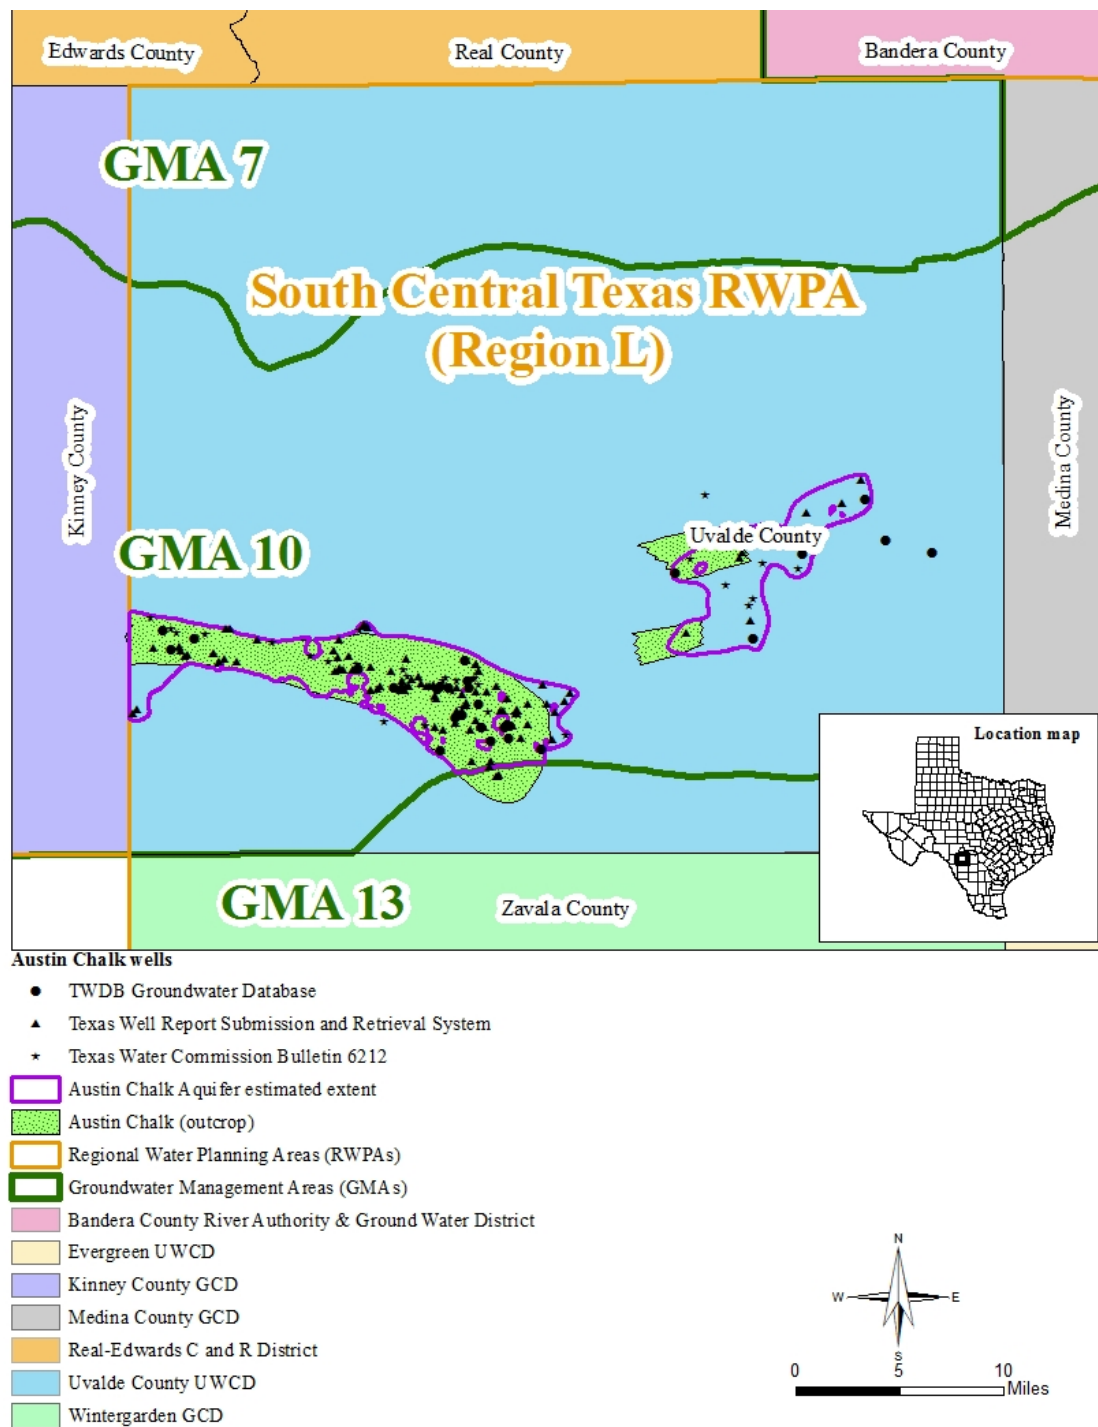 Edwards County
Real County
Bandera County
GMA 7
South Central Texas RWPA
(Region L)
Kinney County
Medina County
Uvalde County
GMA 10
Location map
GMA 13
Zavala County
Austin Chalk wells
TWDB Groundwater Database
Texas Well Report Submission and Retrieval System
Texas Water Commission Bulletin 6212
Austin Chalk Aquifer estimated extent
Austin Chalk (outcrop)
Regional Water Planning Areas (RWPAs)
Groundwater Management Areas (GMAs)
Bandera County River Authority & Ground Water District
Evergreen UWCD
Kinney County GCD
Medina County GCD
Real-Edwards C and R District
Uvalde County UWCD
Wintergarden GCD
N
W E
S
0 5 10
Miles